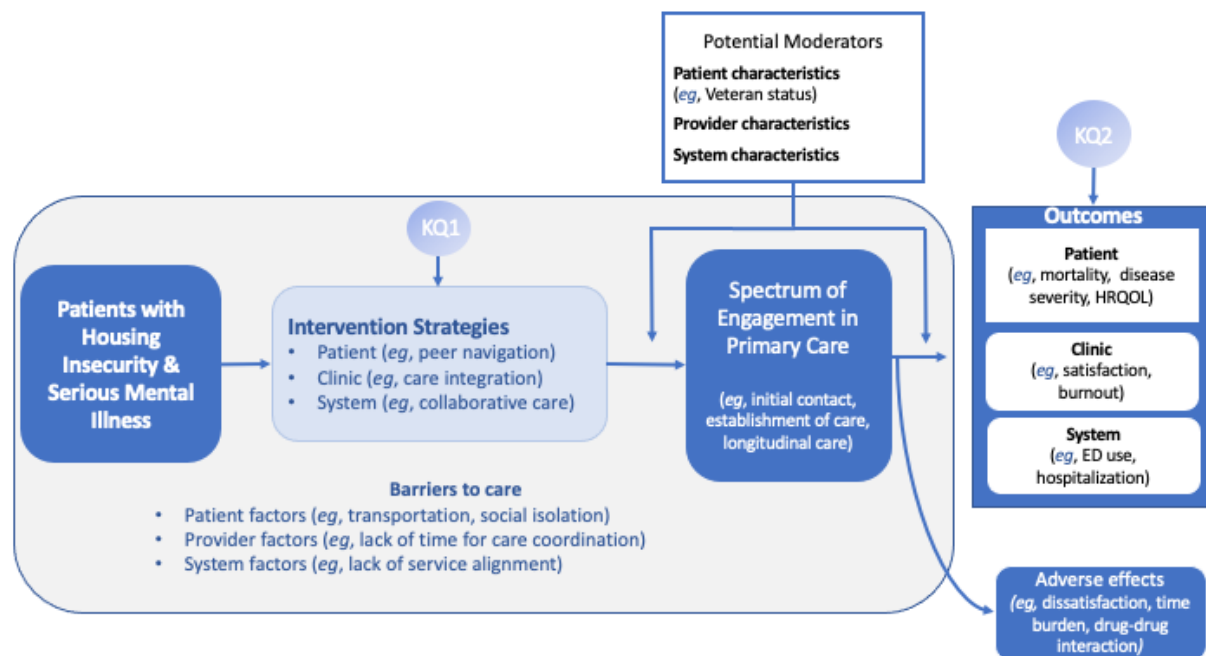 Potential Moderators
Patient characteristics
(eg, Veteran status)
Provider characteristics
System characteristics
KQ2
KQ1
Patients with
Housing
Insecurity &
Serious Mental
Illness
Intervention Strategies
• Patient (eg, peer navigation)
• Clinic (eg, care integration)
• System (eg, collaborative care)
Spectrum of
Engagement in
Primary Care
(eg, initial contact,
establishment of care,
longitudinal care)
Outcomes
Patient
(eg, mortality, disease
severity, HRQOL)
Clinic
(eg, satisfaction,
burnout)
System
(eg, ED use,
hospitalization)
Barriers to care
• Patient factors (eg, transportation, social isolation)
• Provider factors (eg, lack of time for care coordination)
• System factors (eg, lack of service alignment)
Adverse effects
(eg, dissatisfaction, time
burden, drug-drug
interaction)